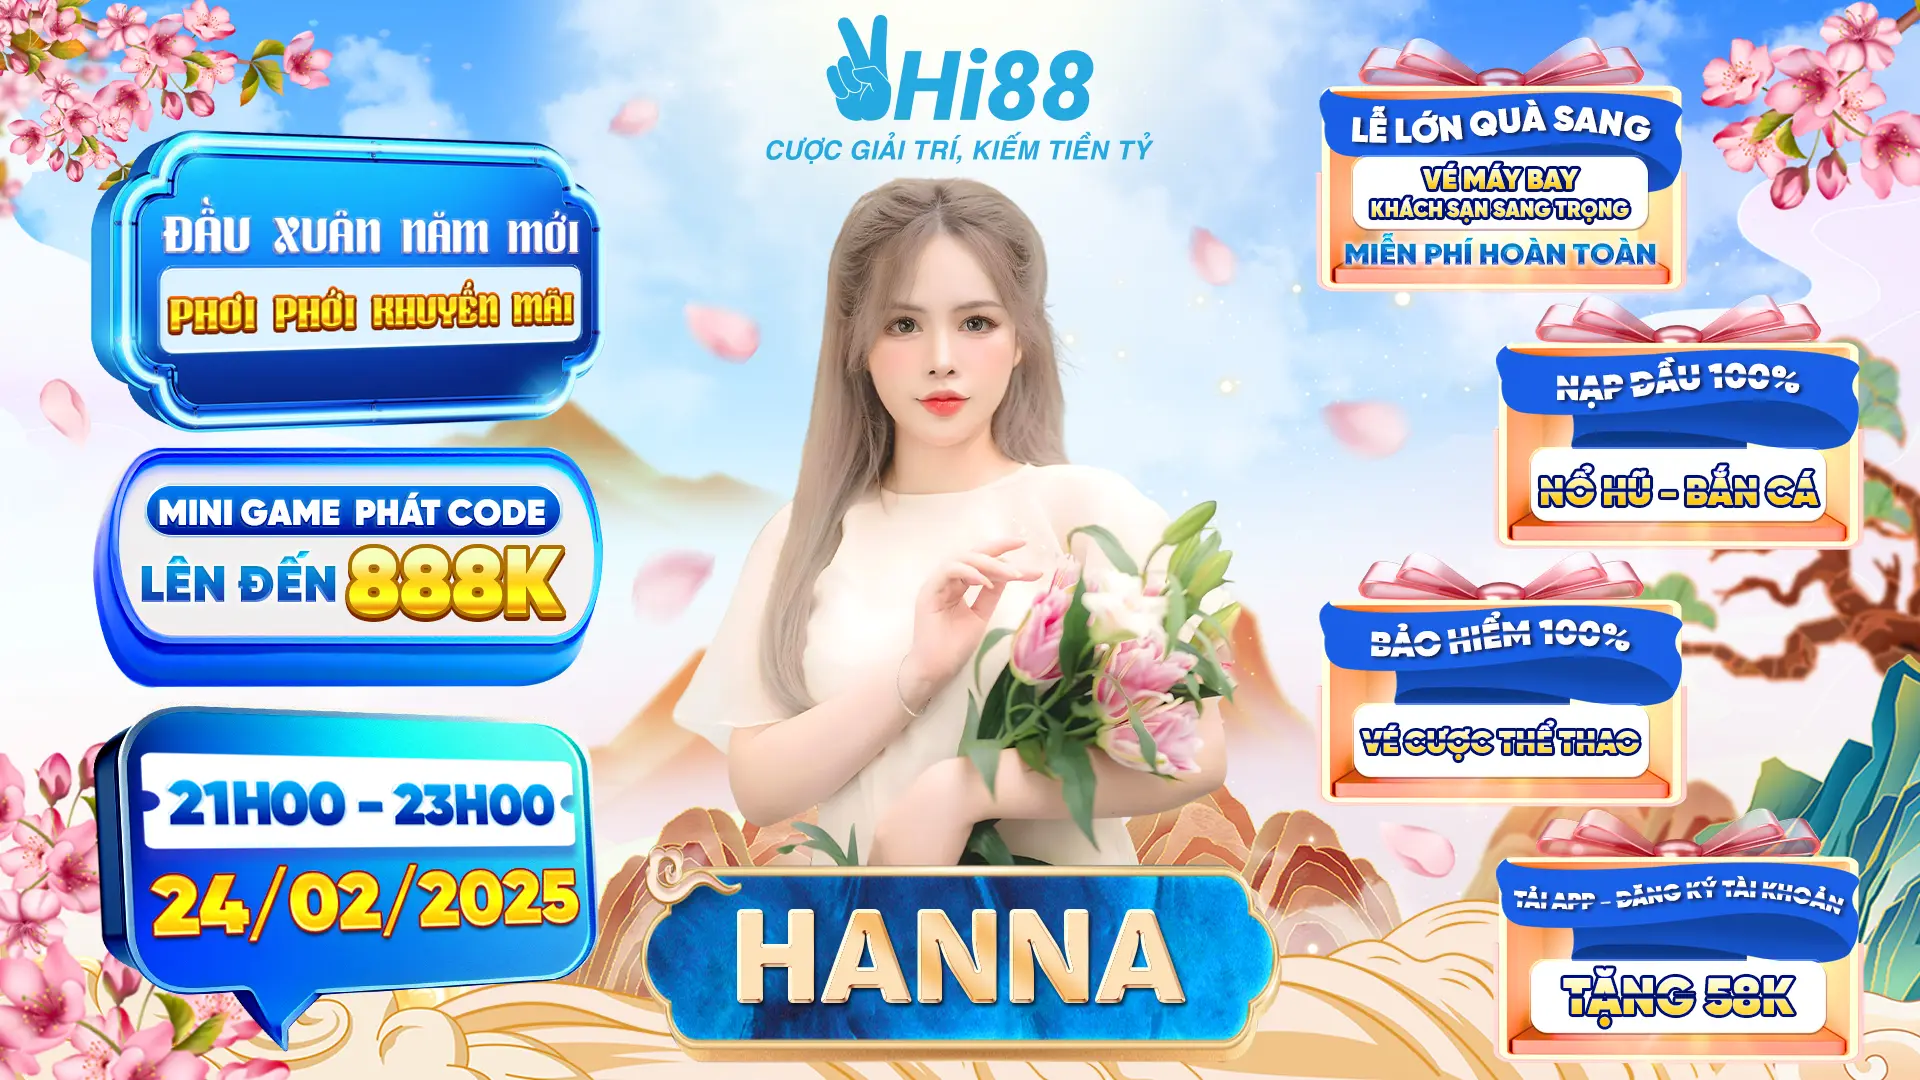 Hi88
CƯỢC GIẢI TRÍ, KIẾM TIỀN TỶ
ĐẦU XUÂN NĂM MỚI
PHƠI PHỚI KHUYẾN MÃI
MINI GAME PHÁT CODE
LÊN ĐẾN 888K
21H00 - 23H00
24/02/2025
HANNA
LỄ LỚN QUÀ SANG
VÉ MÁY BAY
KHÁCH SẠN SANG TRỌNG
MIỄN PHÍ HOÀN TOÀN
NẠP ĐẦU 100%
NỔ HŨ - BẮN CÁ
BẢO HIỂM 100%
VÉ CƯỢC THỂ THAO
TẢI APP - ĐĂNG KÝ TÀI KHOẢN
TẶNG 58K